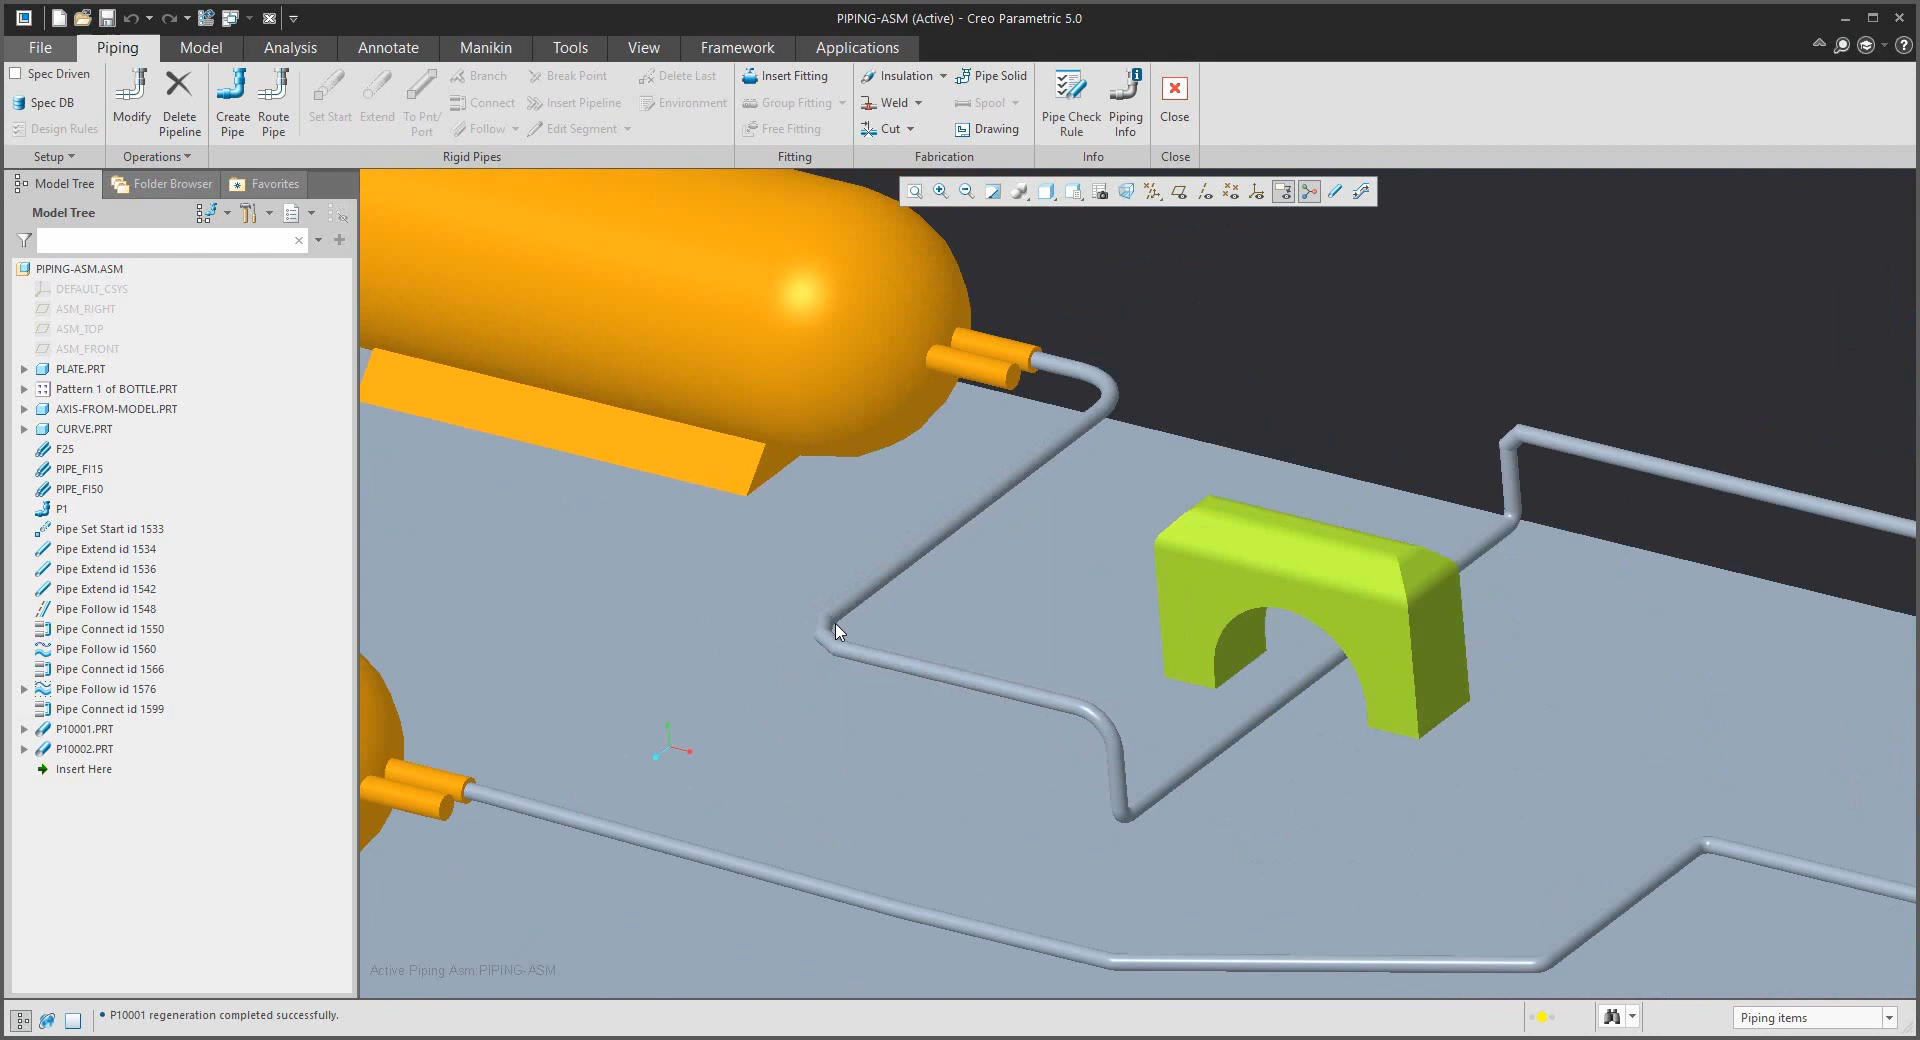 PIPING-ASM (Active) - Creo Parametric 5.0
File
Piping
Model
Analysis
Annotate
Manikin
Tools
View
Framework
Applications
Spec Driven
Spec DB
Design Rules
Setup
Modify
Delete
Pipeline
Operations
Create
Pipe
Route
Pipe
Set Start
Extend
To Pnt/
Port
Branch
Connect
Follow
Break Point
Insert Pipeline
Edit Segment
Delete Last
Environment
Rigid Pipes
Insert Fitting
Group Fitting
Free Fitting
Fitting
Insulation
Weld
Cut
Pipe Solid
Spool
Drawing
Fabrication
Pipe Check
Rule
Piping
Info
Info
Close
Close
Model Tree
Folder Browser
Favorites
Model Tree
PIPING-ASM.ASM
DEFAULT_CSYS
ASM_RIGHT
ASM_TOP
ASM_FRONT
PLATE.PRT
Pattern 1 of BOTTLE.PRT
AXIS-FROM-MODEL.PRT
CURVE.PRT
F25
PIPE_FI15
PIPE_FI50
P1
Pipe Set Start id 1533
Pipe Extend id 1534
Pipe Extend id 1536
Pipe Extend id 1542
Pipe Follow id 1548
Pipe Connect id 1550
Pipe Follow id 1560
Pipe Connect id 1566
Pipe Follow id 1576
Pipe Connect id 1599
P10001.PRT
P10002.PRT
Insert Here
Active Piping Asm:PIPING-ASM
• P10001 regeneration completed successfully.
Piping items